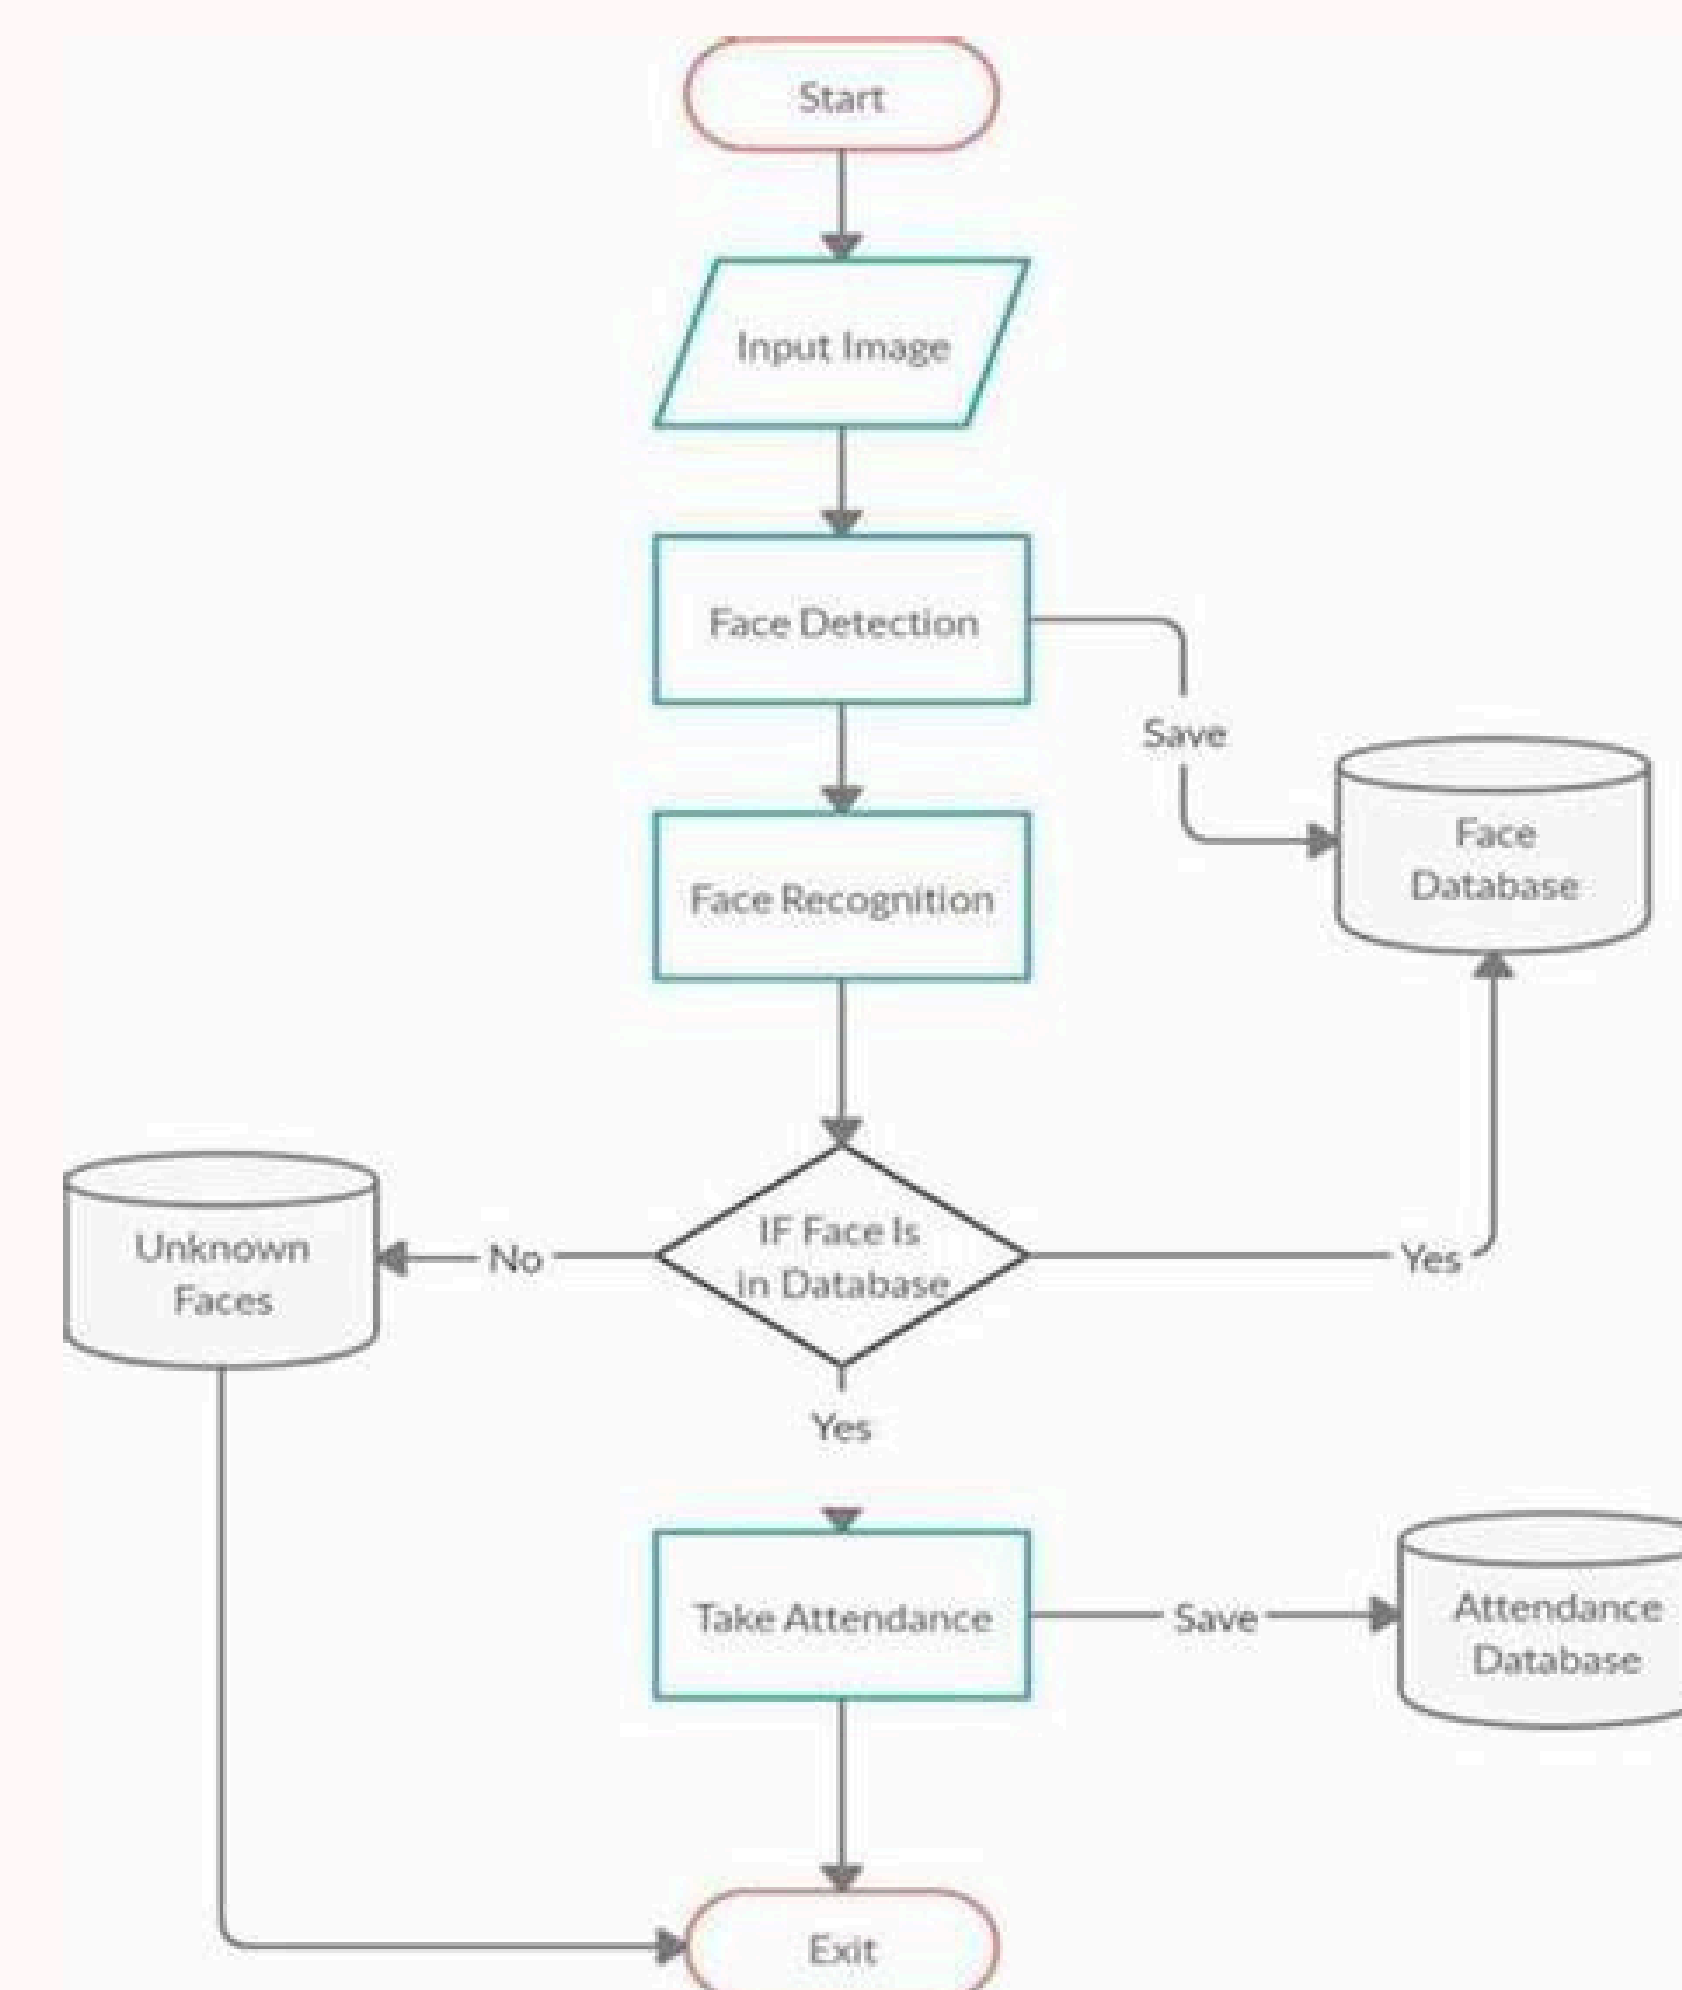 Start
Input Image
Face Detection
Save
Face
Database
Face Recognition
IF Face Is
in Database
No
Unknown
Faces
Yes
Yes
Take Attendance
Save
Attendance
Database
Exit